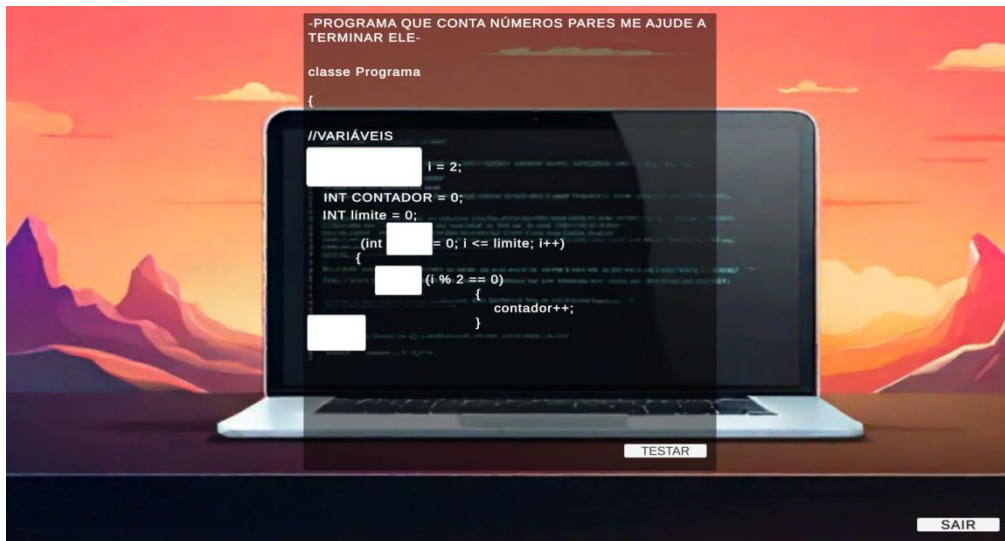 -PROGRAMA QUE CONTA NÚMEROS PARES ME AJUDE A
TERMINAR ELE-
classe Programa
{
//VARIÁVEIS
i = 2;
INT CONTADOR = 0;
INT limite = 0;
(int = 0; i <= limite; i++)
{
(i % 2 == 0)
{
contador++;
}
TESTAR
SAIR